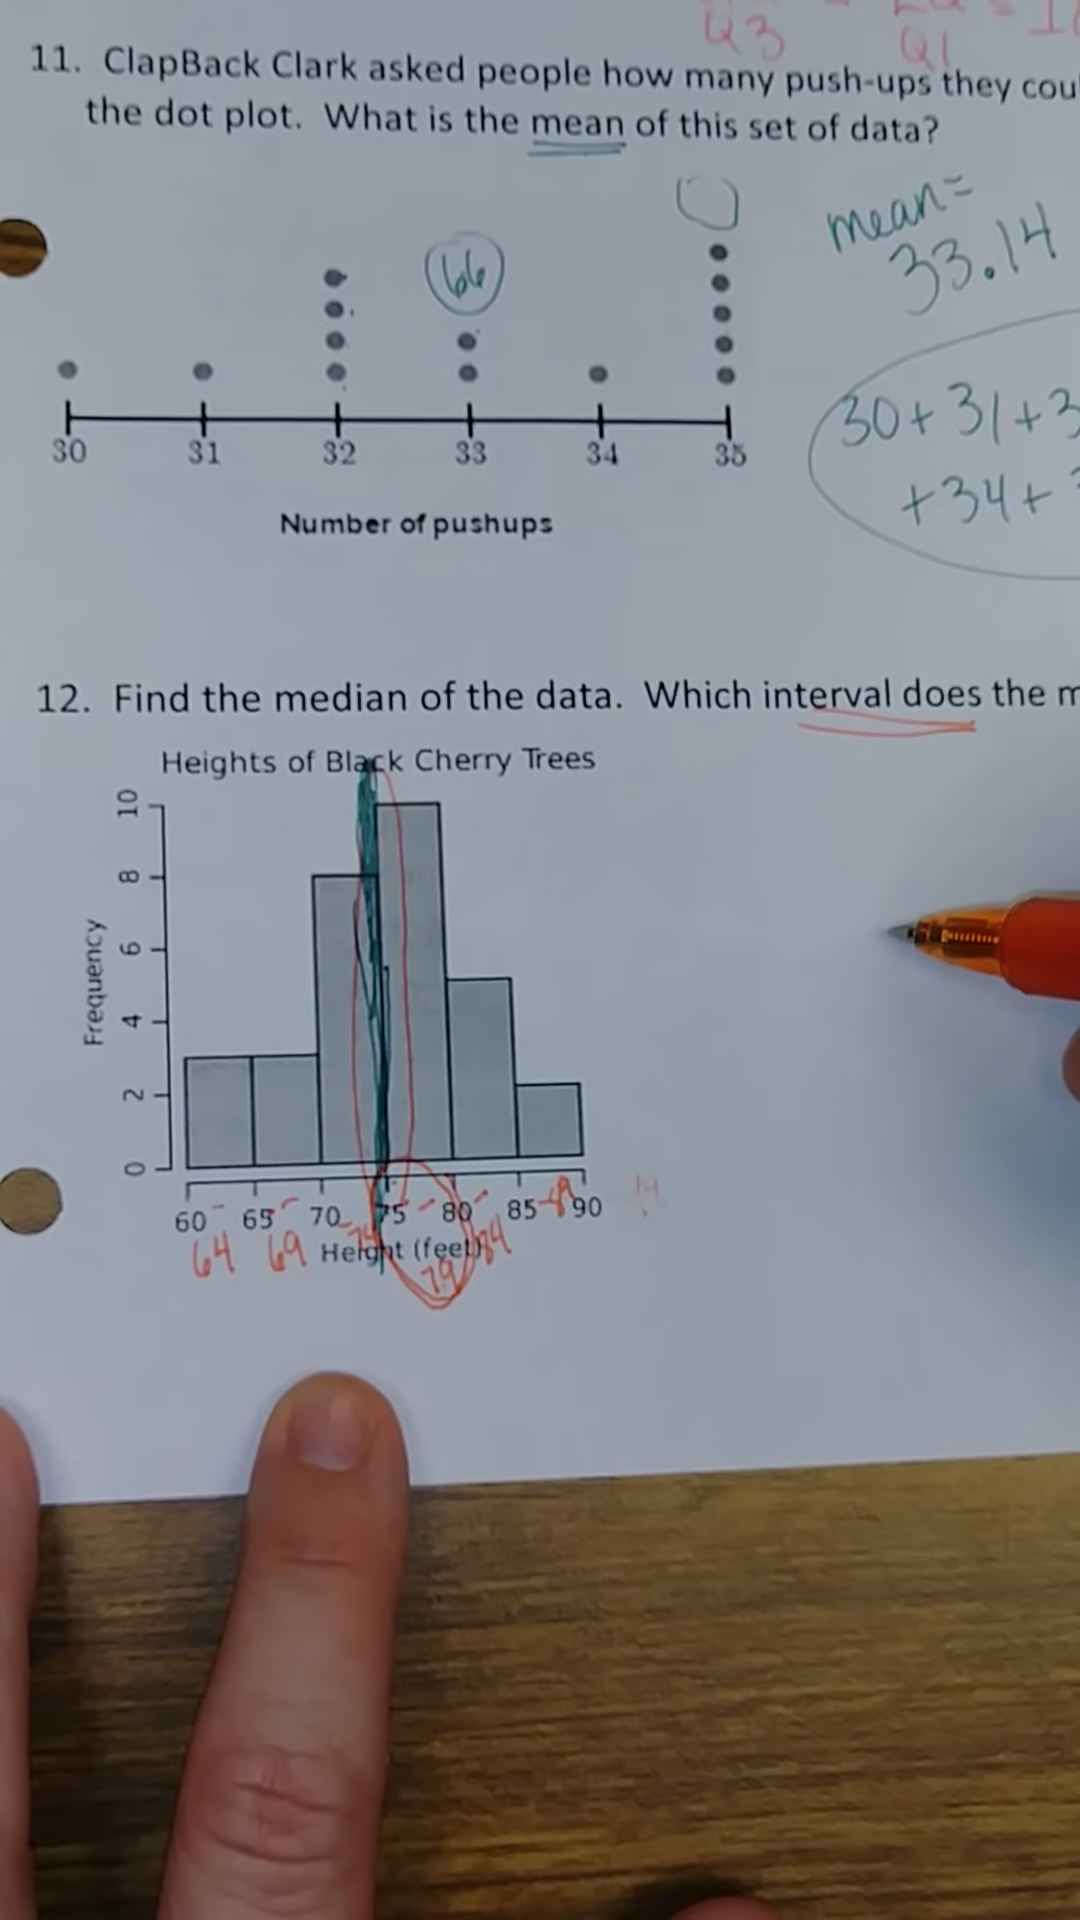 Q3 Q1
11. ClapBack Clark asked people how many push-ups they cou
the dot plot. What is the mean of this set of data?
mean=
33.14
66
30+31+3
+34+
30 31 32 33 34 35
Number of pushups
12. Find the median of the data. Which interval does the m
Heights of Black Cherry Trees
Frequency
10
8
6
4
2
0
60 65 70 75 80 85 90
64 69 74 79 84 89
Height (feet)